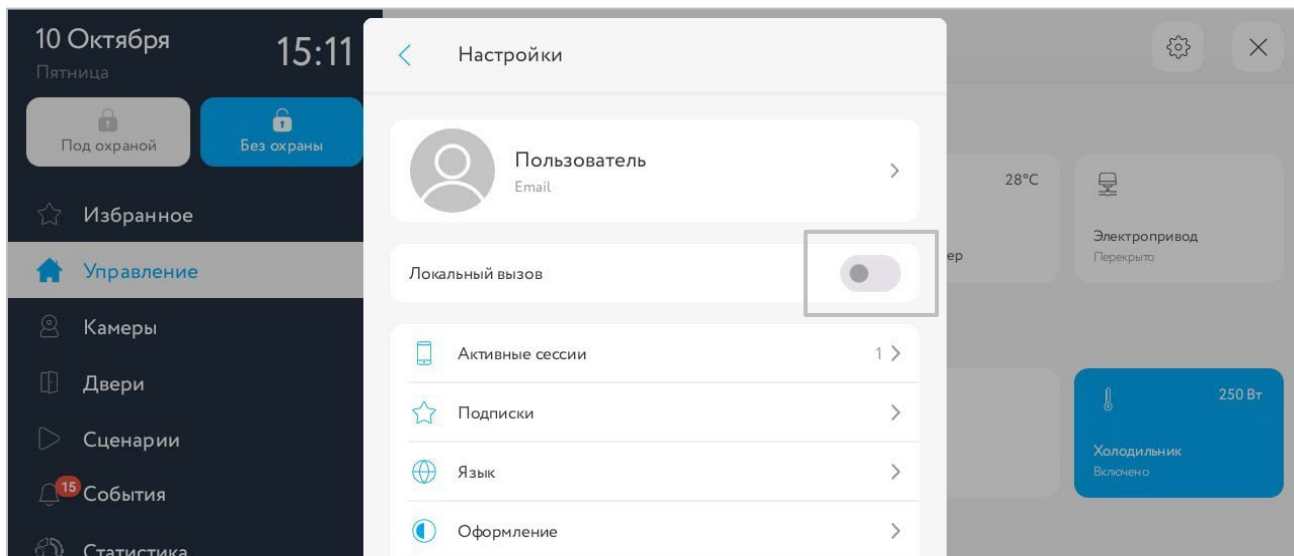 10 Октября
15:11
Пятница
Под охраной
Без охраны
Избранное
Управление
Камеры
Двери
Сценарии
15
События
Статистика
Настройки
Пользователь
Email
Локальный вызов
Активные сессии
1
Подписки
Язык
Оформление
28°C
ер
Электропривод
Перекрыто
250 Вт
Холодильник
Включено